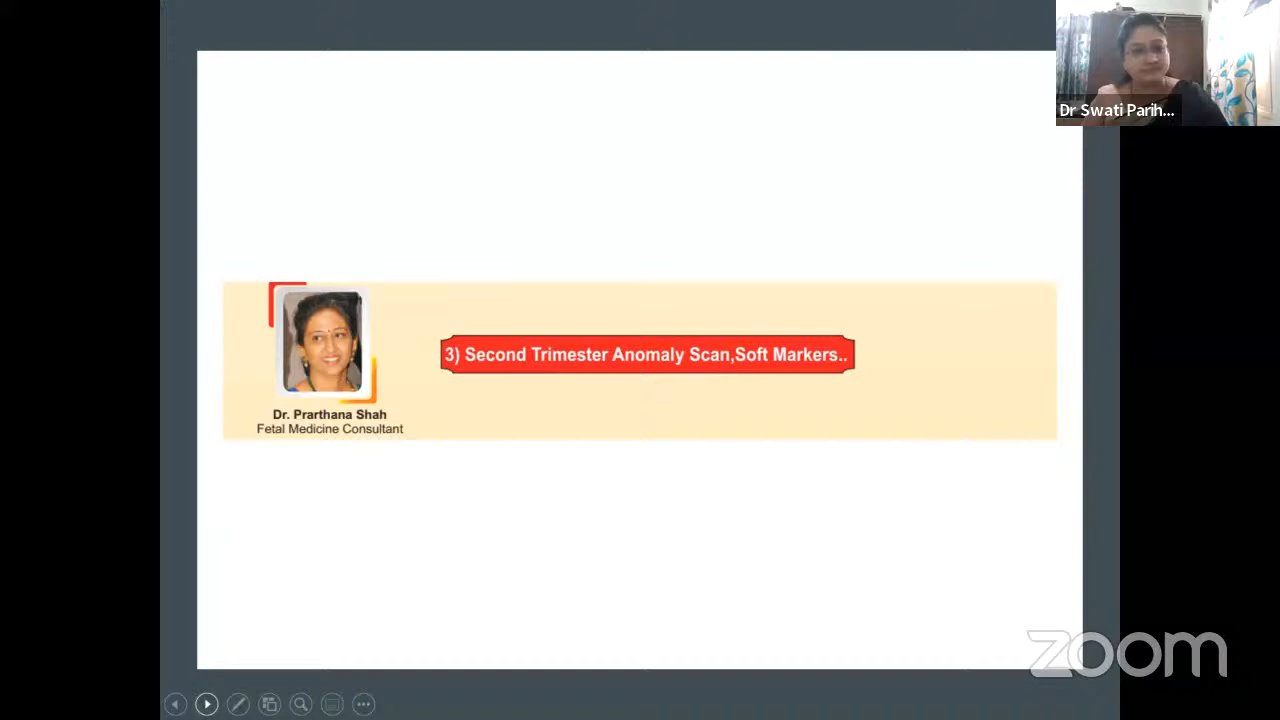 Dr Swati Parih...
3) Second Trimester Anomaly Scan,Soft Markers..
Dr. Prarthana Shah
Fetal Medicine Consultant
zoom